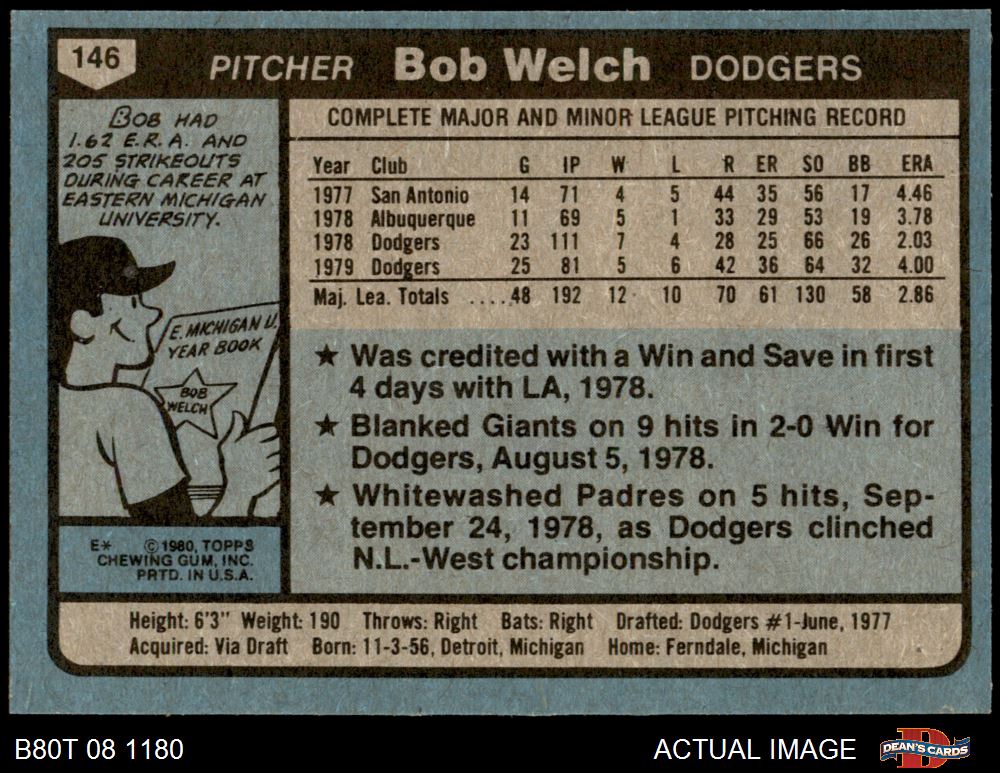 146
PITCHER Bob Welch DODGERS
BOB HAD
1.62 E.R.A. AND
205 STRIKEOUTS
DURING CAREER AT
EASTERN MICHIGAN
UNIVERSITY.
E. MICHIGAN U.
YEAR BOOK
BOB
WELCH
E* ©1980, TOPPS
CHEWING GUM, INC.
PRTD. IN U.S.A.
COMPLETE MAJOR AND MINOR LEAGUE PITCHING RECORD
Year Club G IP W L R ER SO BB ERA
1977 San Antonio 14 71 4 5 44 35 56 17 4.46
1978 Albuquerque 11 69 5 1 33 29 53 19 3.78
1978 Dodgers 23 111 7 4 28 25 66 26 2.03
1979 Dodgers 25 81 5 6 42 36 64 32 4.00
Maj. Lea. Totals ....48 192 12 10 70 61 130 58 2.86
★ Was credited with a Win and Save in first
4 days with LA, 1978.
★ Blanked Giants on 9 hits in 2-0 Win for
Dodgers, August 5, 1978.
★ Whitewashed Padres on 5 hits, Sep-
tember 24, 1978, as Dodgers clinched
N.L.-West championship.
Height: 6'3" Weight: 190 Throws: Right Bats: Right Drafted: Dodgers #1-June, 1977
Acquired: Via Draft Born: 11-3-56, Detroit, Michigan Home: Ferndale, Michigan
B80T 08 1180
ACTUAL IMAGE
DEAN'S CARDS